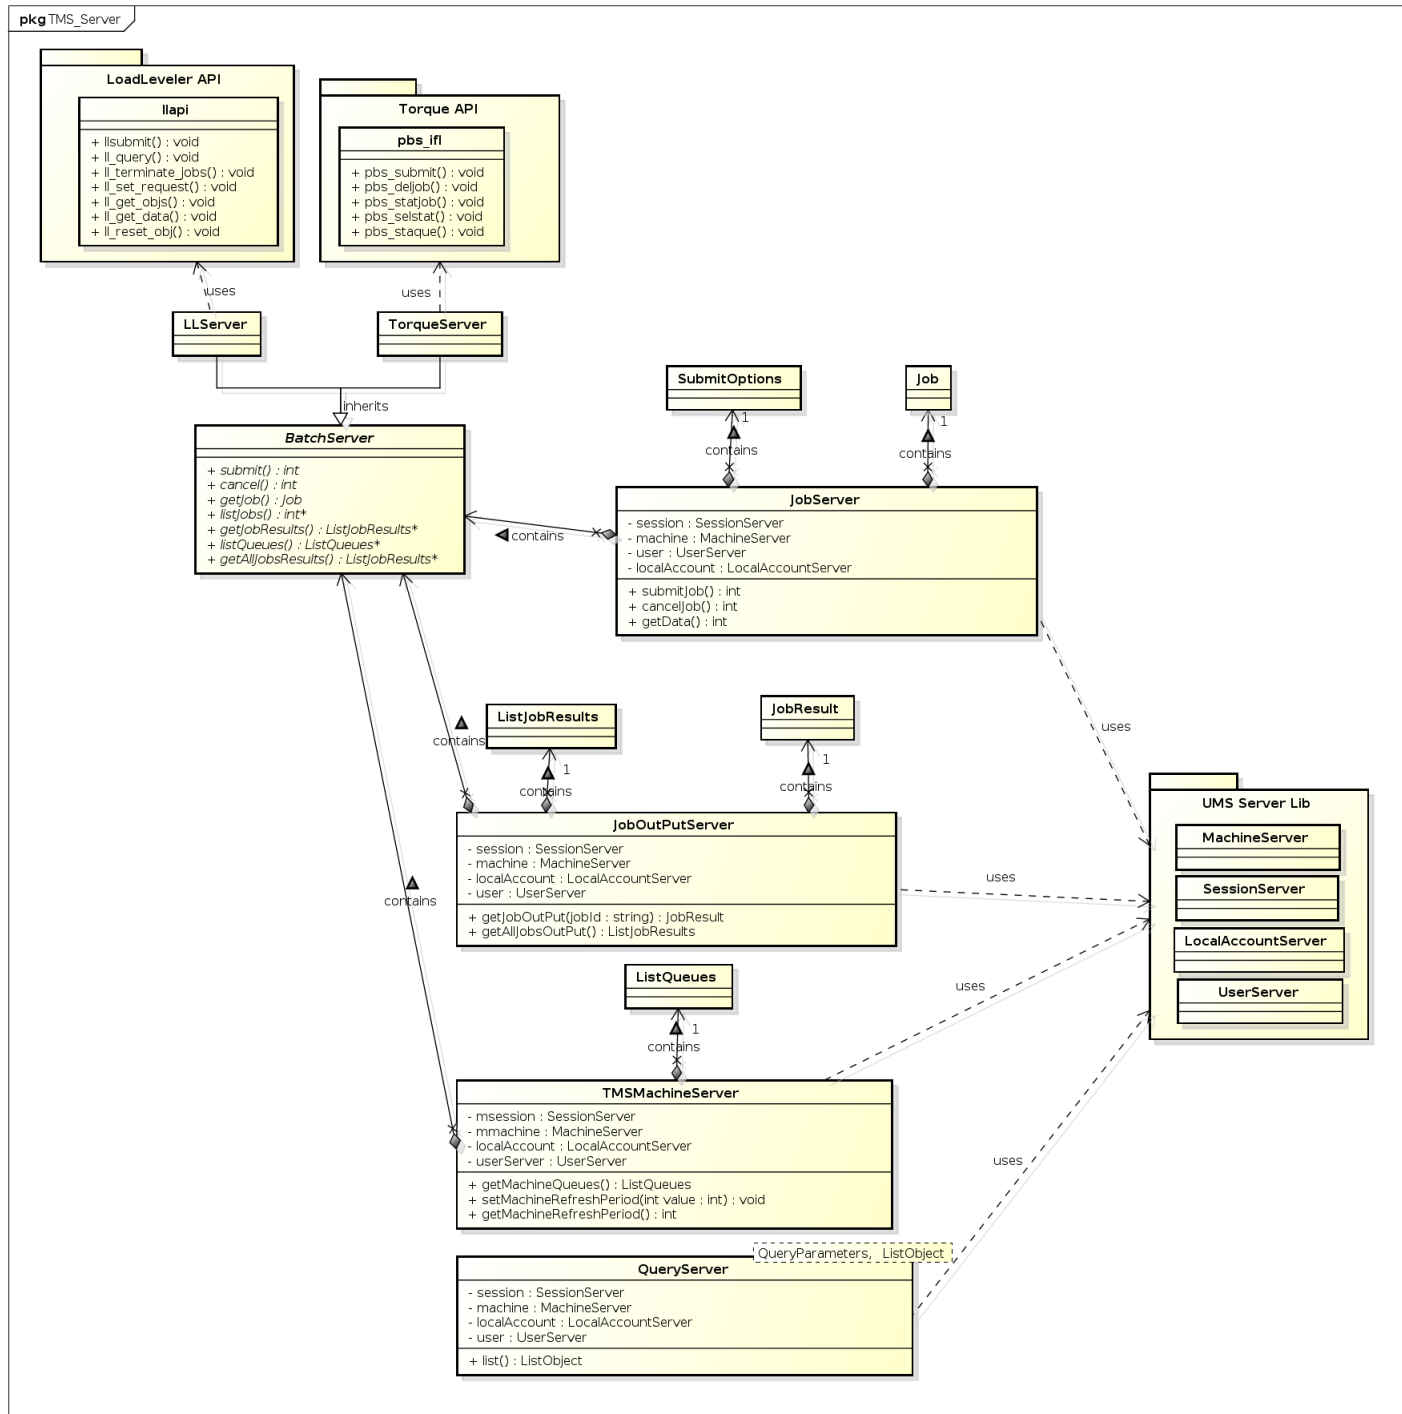 pkg TMS_Server
LoadLeveler API
llapi
+ llsubmit() : void
+ ll_query() : void
+ ll_terminate_jobs() : void
+ ll_set_request() : void
+ ll_get_objs() : void
+ ll_get_data() : void
+ ll_reset_obj() : void
Torque API
pbs_ifl
+ pbs_submit() : void
+ pbs_deljob() : void
+ pbs_statjob() : void
+ pbs_selstat() : void
+ pbs_staque() : void
uses
uses
LLServer
TorqueServer
inherits
BatchServer
+ submit() : int
+ cancel() : int
+ getJob() : Job
+ listJobs() : int*
+ getJobResults() : ListJobResults*
+ listQueues() : ListQueues*
+ getAllJobsResults() : ListJobResults*
SubmitOptions
Job
1
1
contains
contains
contains
JobServer
- session : SessionServer
- machine : MachineServer
- user : UserServer
- localAccount : LocalAccountServer
+ submitJob() : int
+ cancelJob() : int
+ getData() : int
uses
contains
ListJobResults
JobResult
1
1
contains
contains
JobOutPutServer
- session : SessionServer
- machine : MachineServer
- localAccount : LocalAccountServer
- user : UserServer
+ getJobOutPut(jobId : string) : JobResult
+ getAllJobsOutPut() : ListJobResults
uses
UMS Server Lib
MachineServer
SessionServer
LocalAccountServer
UserServer
contains
ListQueues
1
contains
uses
TMSMachineServer
- msession : SessionServer
- mmachine : MachineServer
- localAccount : LocalAccountServer
- userServer : UserServer
+ getMachineQueues() : ListQueues
+ setMachineRefreshPeriod(int value : int) : void
+ getMachineRefreshPeriod() : int
uses
QueryParameters, ListObject
QueryServer
- session : SessionServer
- machine : MachineServer
- localAccount : LocalAccountServer
- user : UserServer
+ list() : ListObject